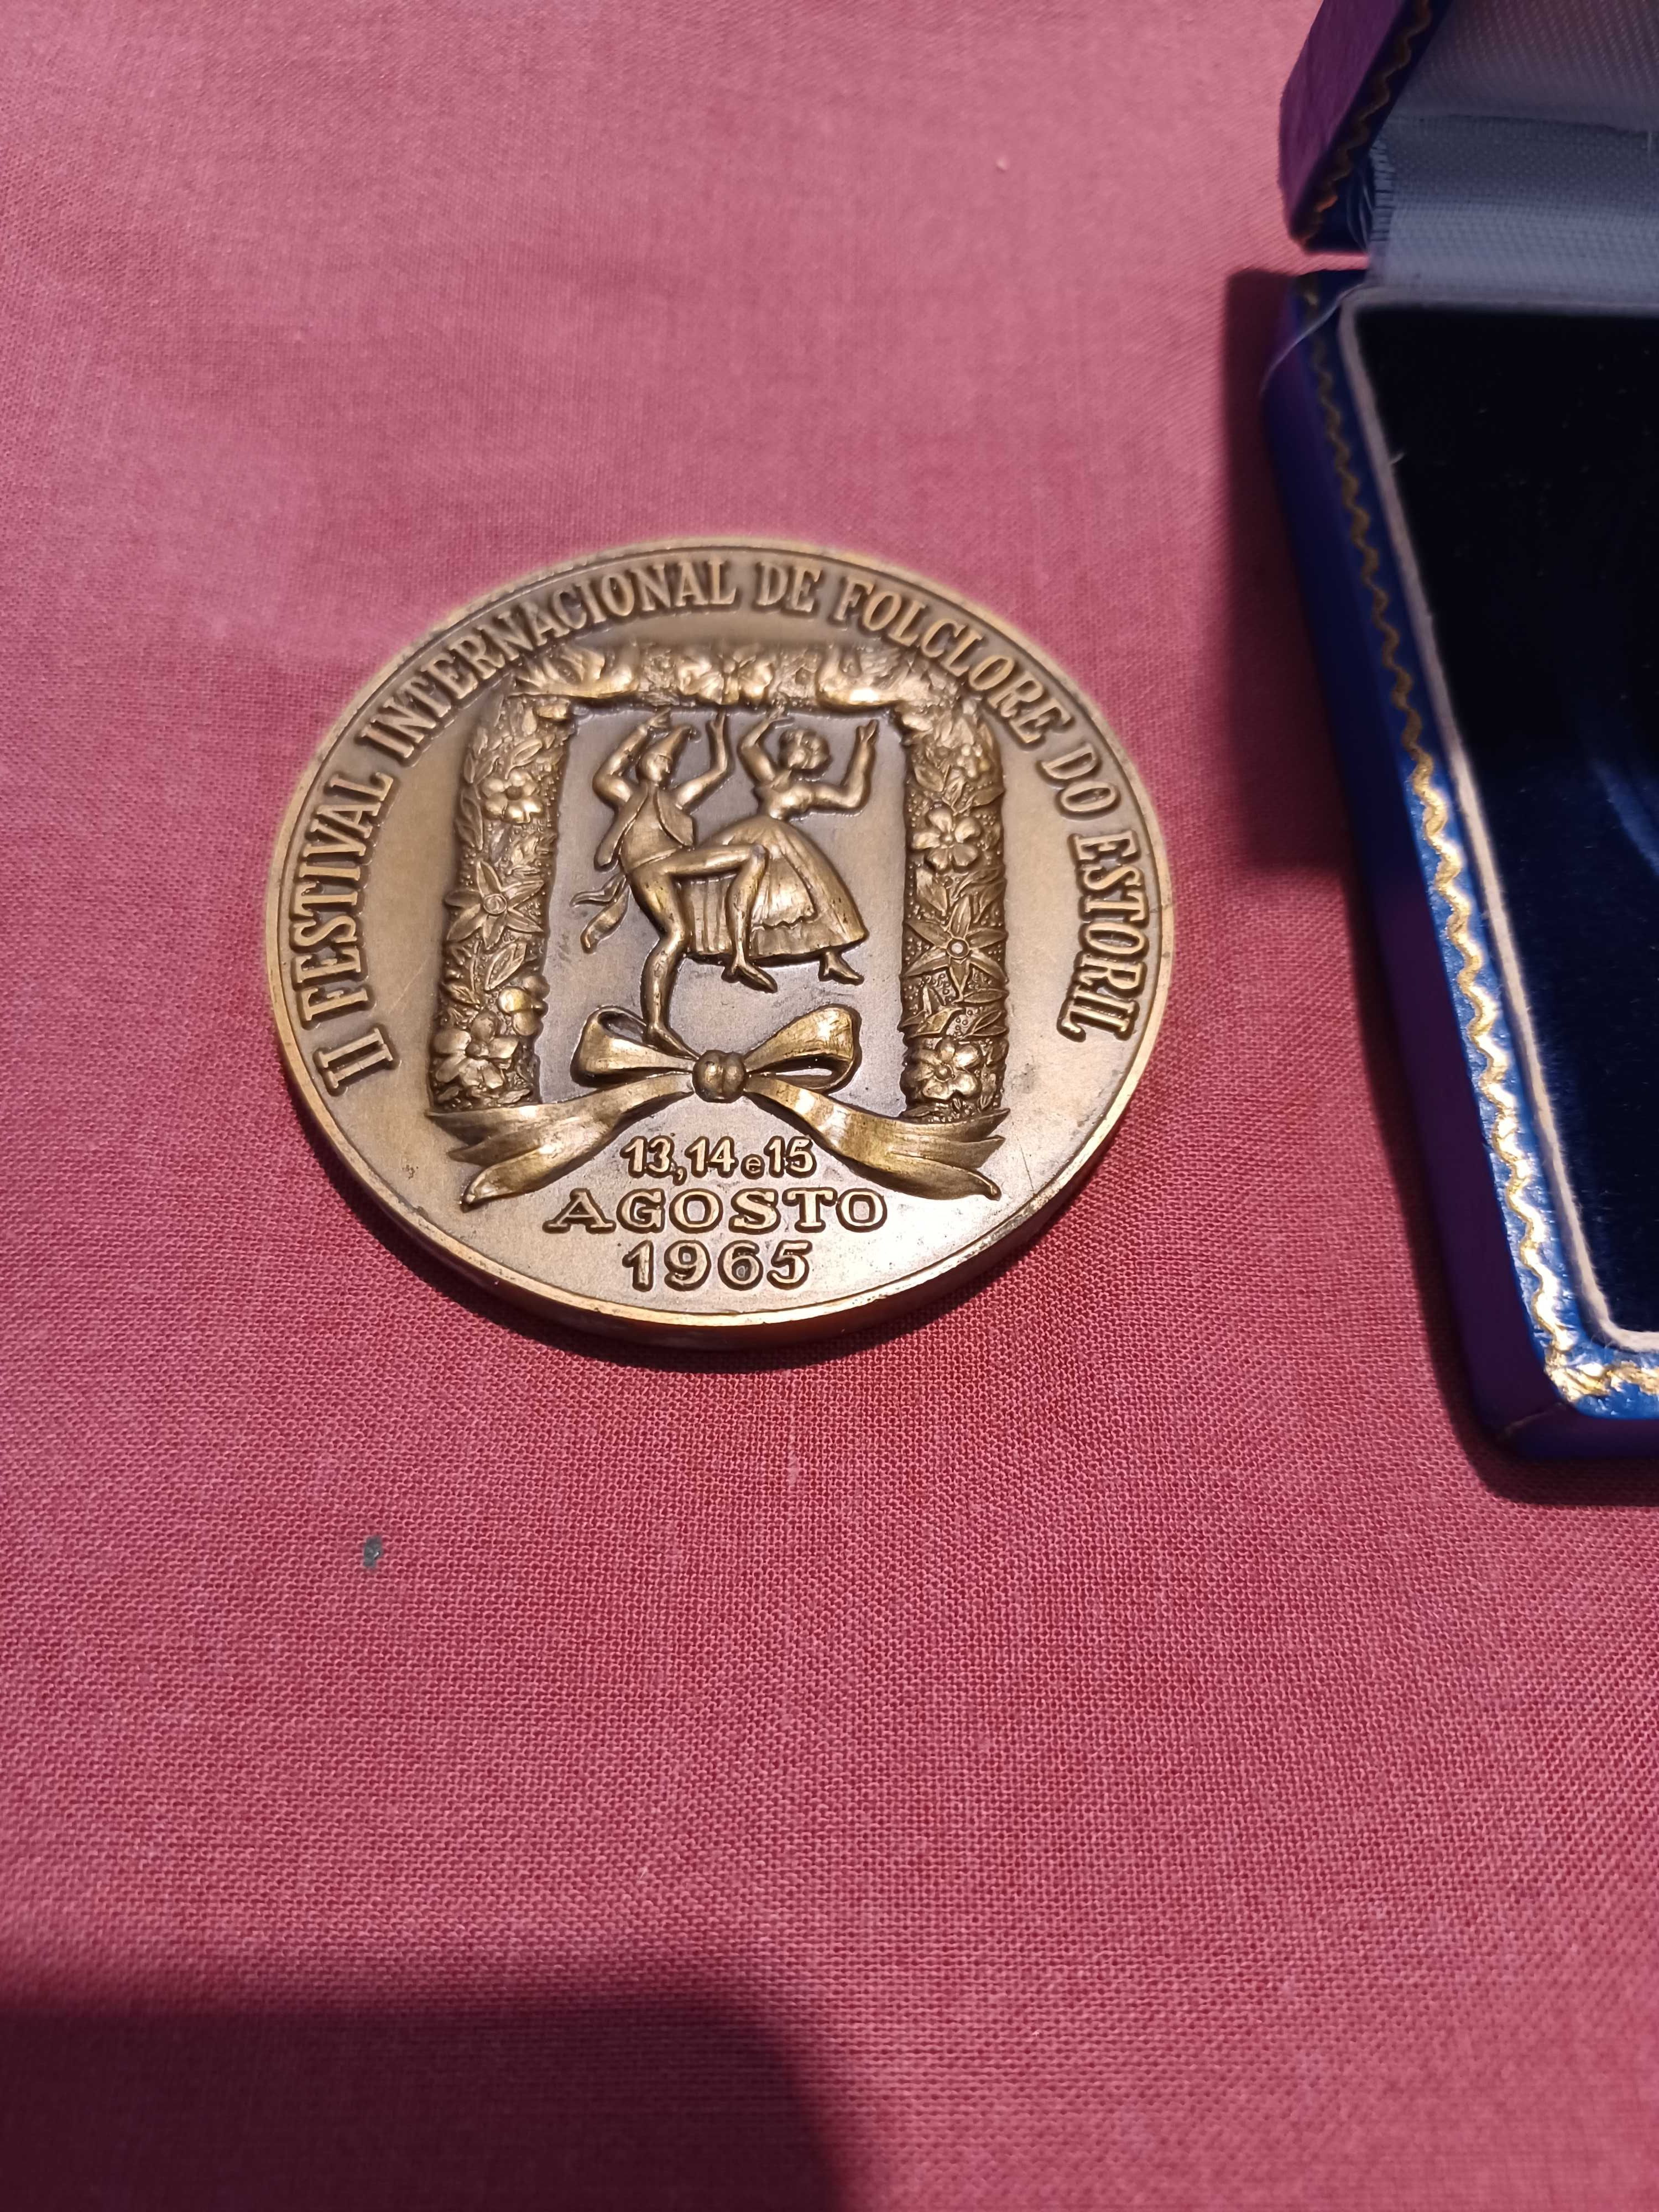 II FESTIVAL INTERNACIONAL DE FOLCLORE DO ESTORIL
13,14 e 15
AGOSTO
1965